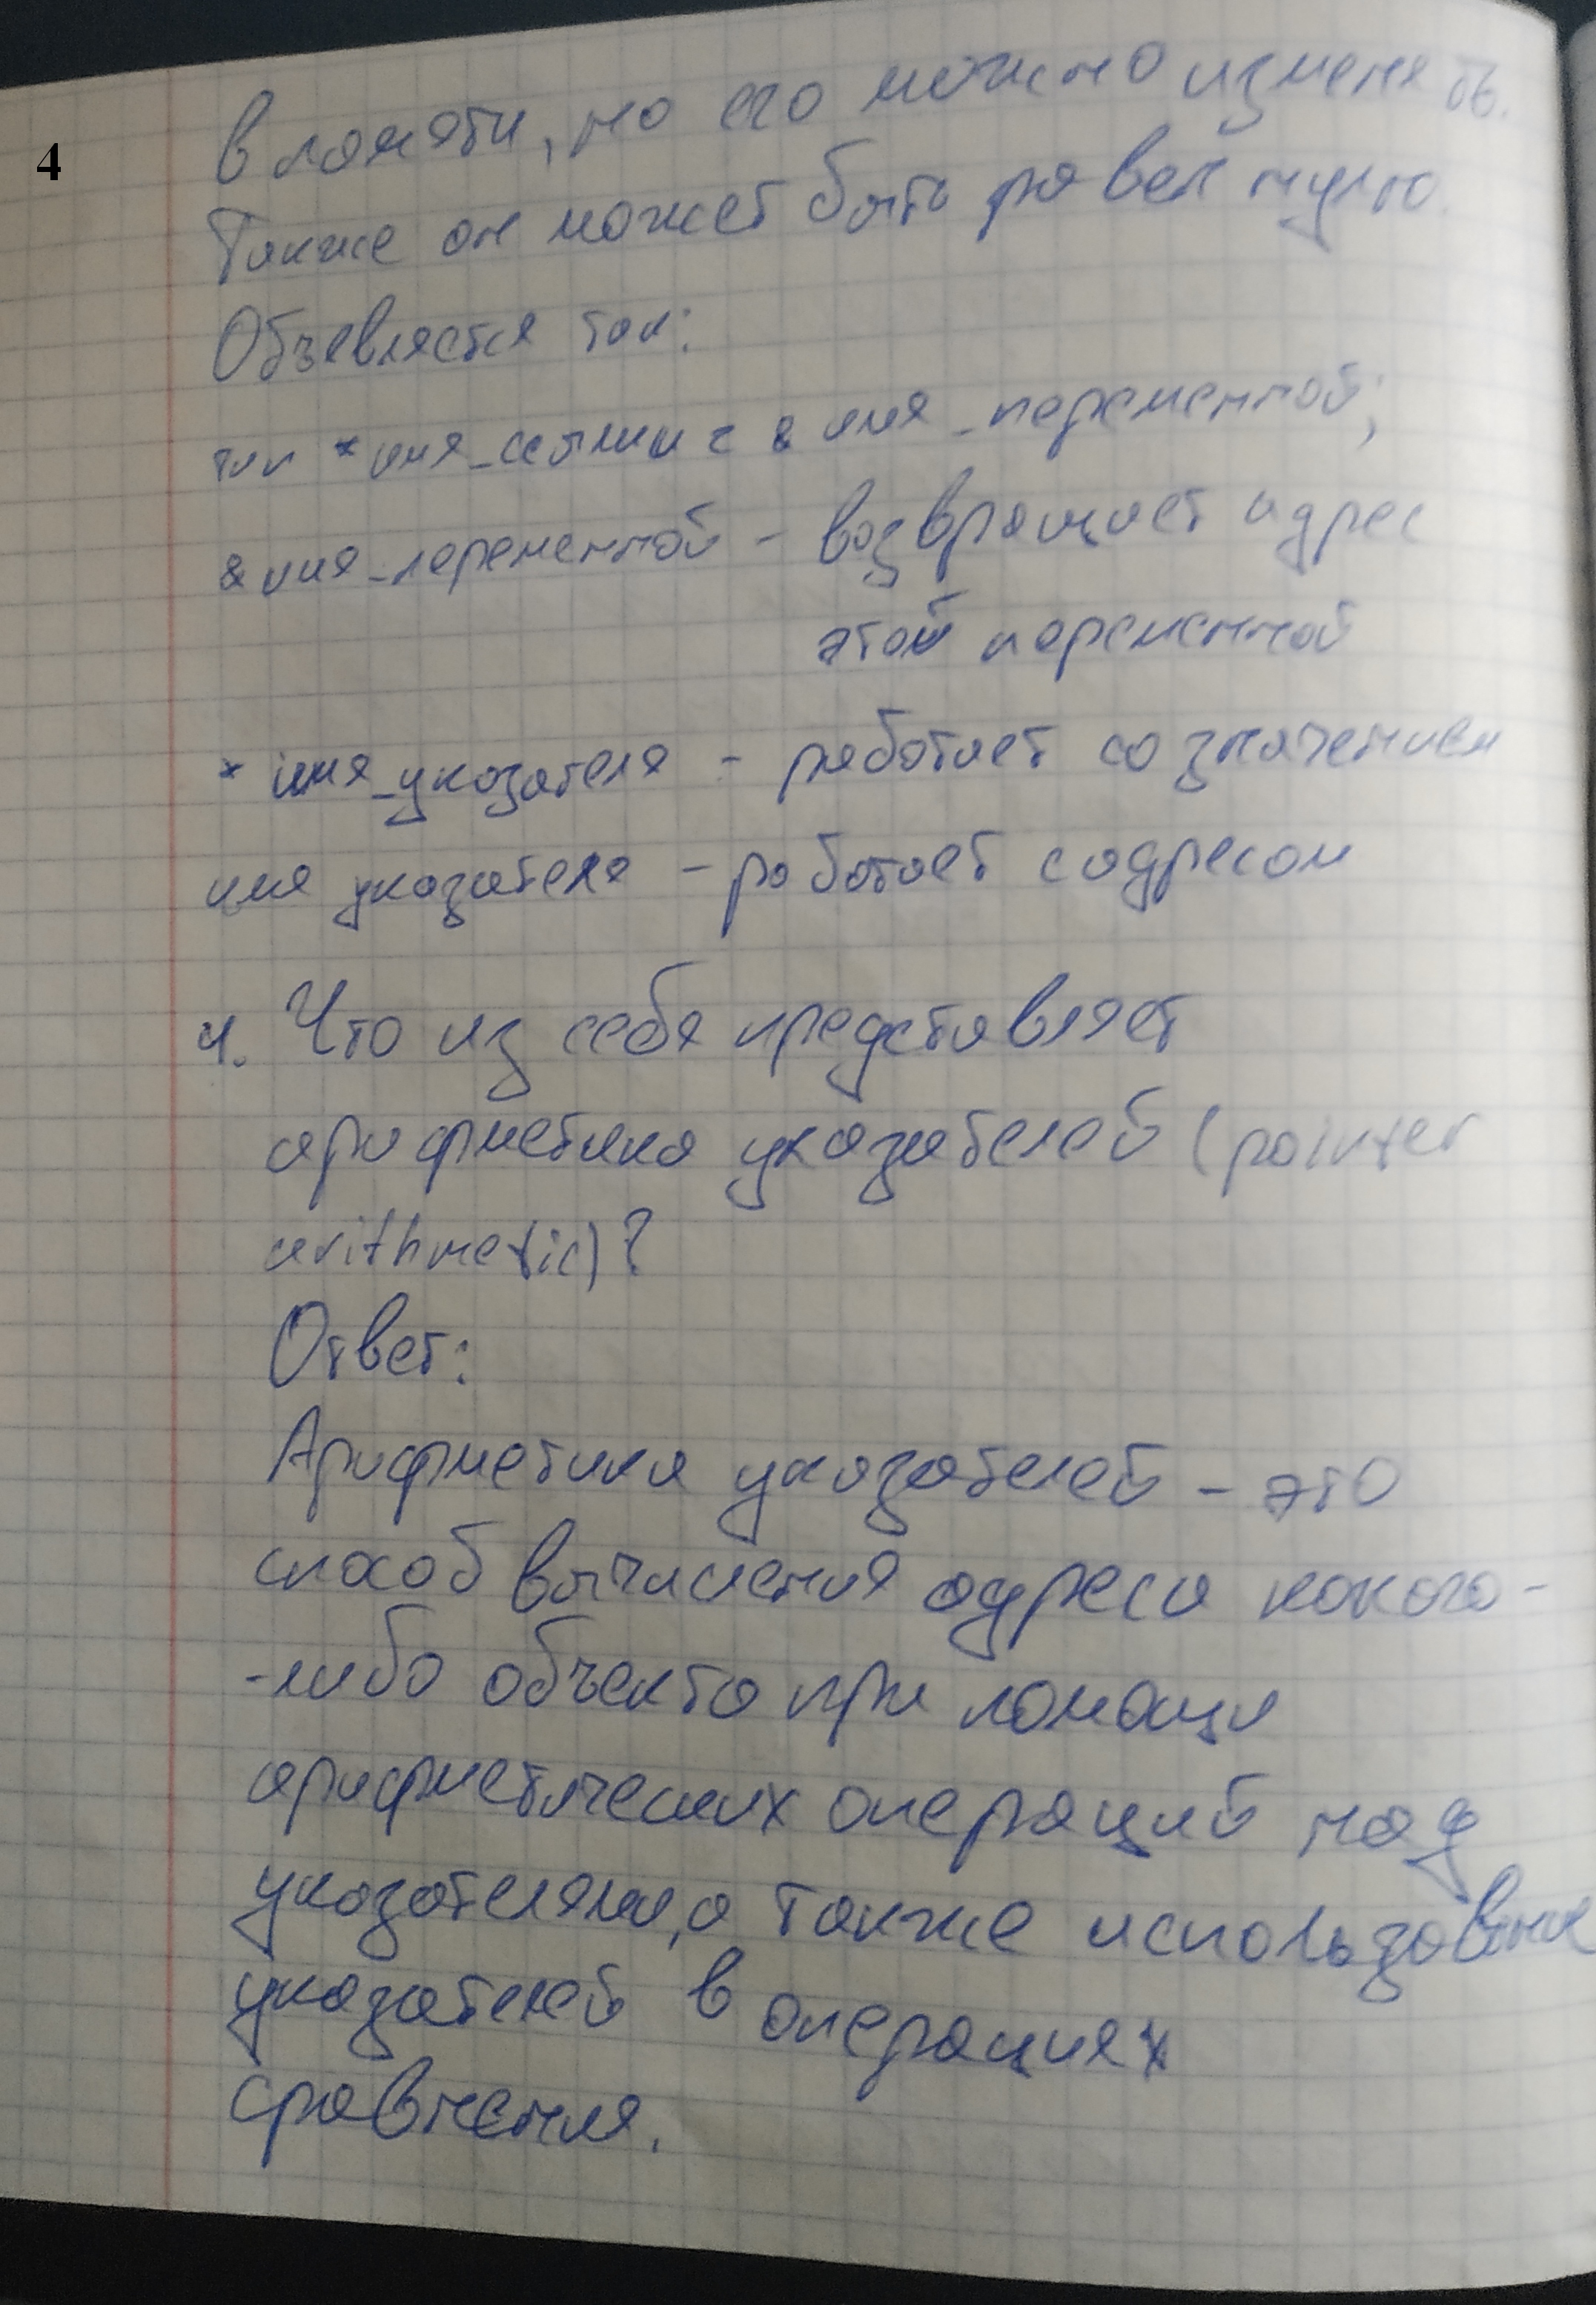 4
в памяти, но его можно изменять.
Также он может быть равен нулю.
Объевляется так:
тип *имя_ссылки = &имя_переменной;
&имя_переменной - возвращает адрес
этой переменной
*имя_указателя - работает со значением
имя указателя - работает с адресом
4. Что из себя представляет
арифметика указателей (pointer
arithmetic)?
Ответ:
Арифметика указателей - это
способ вычисления адреса какого-
-либо объекта при помощи
арифметических операций над
указателями, а также использование
указателей в операциях
сравнения.